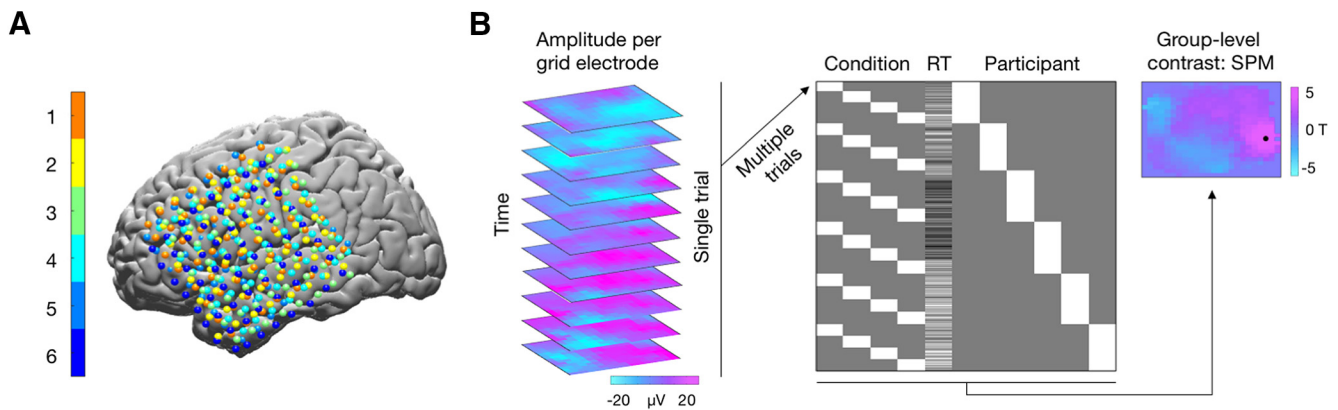 A
B
1
2
3
4
5
6
Amplitude per
grid electrode
Time
Single trial
-20 µV 20
Multiple
trials
Condition RT Participant
Group-level
contrast: SPM
5
0 T
-5